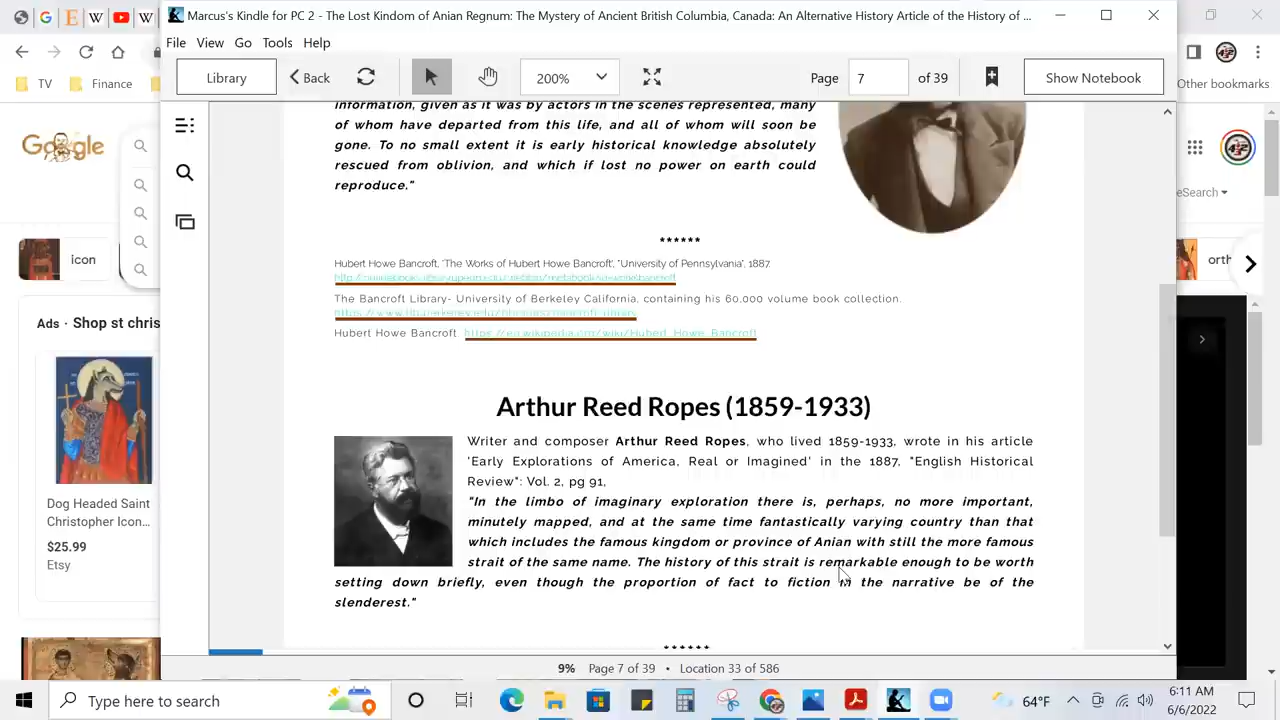 Marcus's Kindle for PC 2 - The Lost Kindom of Anian Regnum: The Mystery of Ancient British Columbia, Canada: An Alternative History Article of the History of ...
File View Go Tools Help
Library
Back
200%
Page 7 of 39
Show Notebook
TV
Finance
Other bookmarks
Google
eSearch
icon
orth
Ads · Shop st chris
Dog Headed Saint
Christopher Icon...
$25.99
Etsy
information, given as it was by actors in the scenes represented, many
of whom have departed from this life, and all of whom will soon be
gone. To no small extent it is early historical knowledge absolutely
rescued from oblivion, and which if lost no power on earth could
reproduce."
******
Hubert Howe Bancroft, 'The Works of Hubert Howe Bancroft', "University of Pennsylvania", 1887.
The Bancroft Library- University of Berkeley California, containing his 60,000 volume book collection.
Hubert Howe Bancroft. https://en.wikipedia.org/wiki/Hubert_Howe_Bancroft
Arthur Reed Ropes (1859-1933)
Writer and composer Arthur Reed Ropes, who lived 1859-1933, wrote in his article
'Early Explorations of America, Real or Imagined' in the 1887, "English Historical
Review": Vol. 2, pg 91,
"In the limbo of imaginary exploration there is, perhaps, no more important,
minutely mapped, and at the same time fantastically varying country than that
which includes the famous kingdom or province of Anian with still the more famous
strait of the same name. The history of this strait is remarkable enough to be worth
setting down briefly, even though the proportion of fact to fiction in the narrative be of the
slenderest."
******
9% Page 7 of 39 • Location 33 of 586
Type here to search
64°F
6:11 AM
6/6/2022